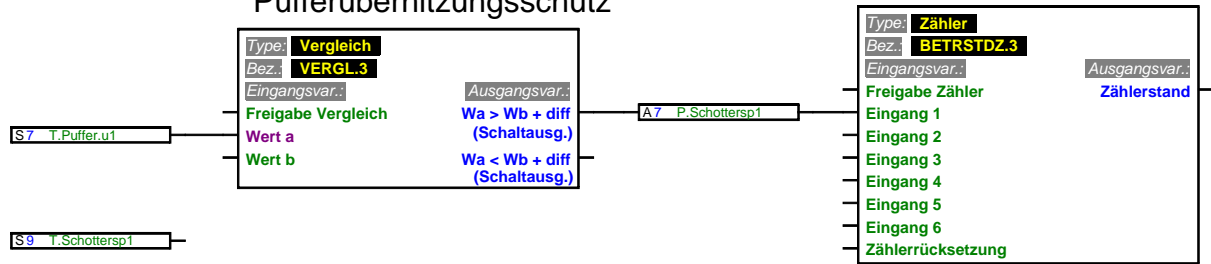 Pufferüberhitzungsschutz
Type: Vergleich
Bez.: VERGL.3
Eingangsvar.: Ausgangsvar.:
Freigabe Vergleich Wa > Wb + diff
(Schaltausg.)
Wert a
Wert b Wa < Wb + diff
(Schaltausg.)
S7 T.Puffer.u1
S9 T.Schottersp1
A7 P.Schottersp1
Type: Zähler
Bez.: BETRSTDZ.3
Eingangsvar.: Ausgangsvar.:
Freigabe Zähler Zählerstand
Eingang 1
Eingang 2
Eingang 3
Eingang 4
Eingang 5
Eingang 6
Zählerrücksetzung